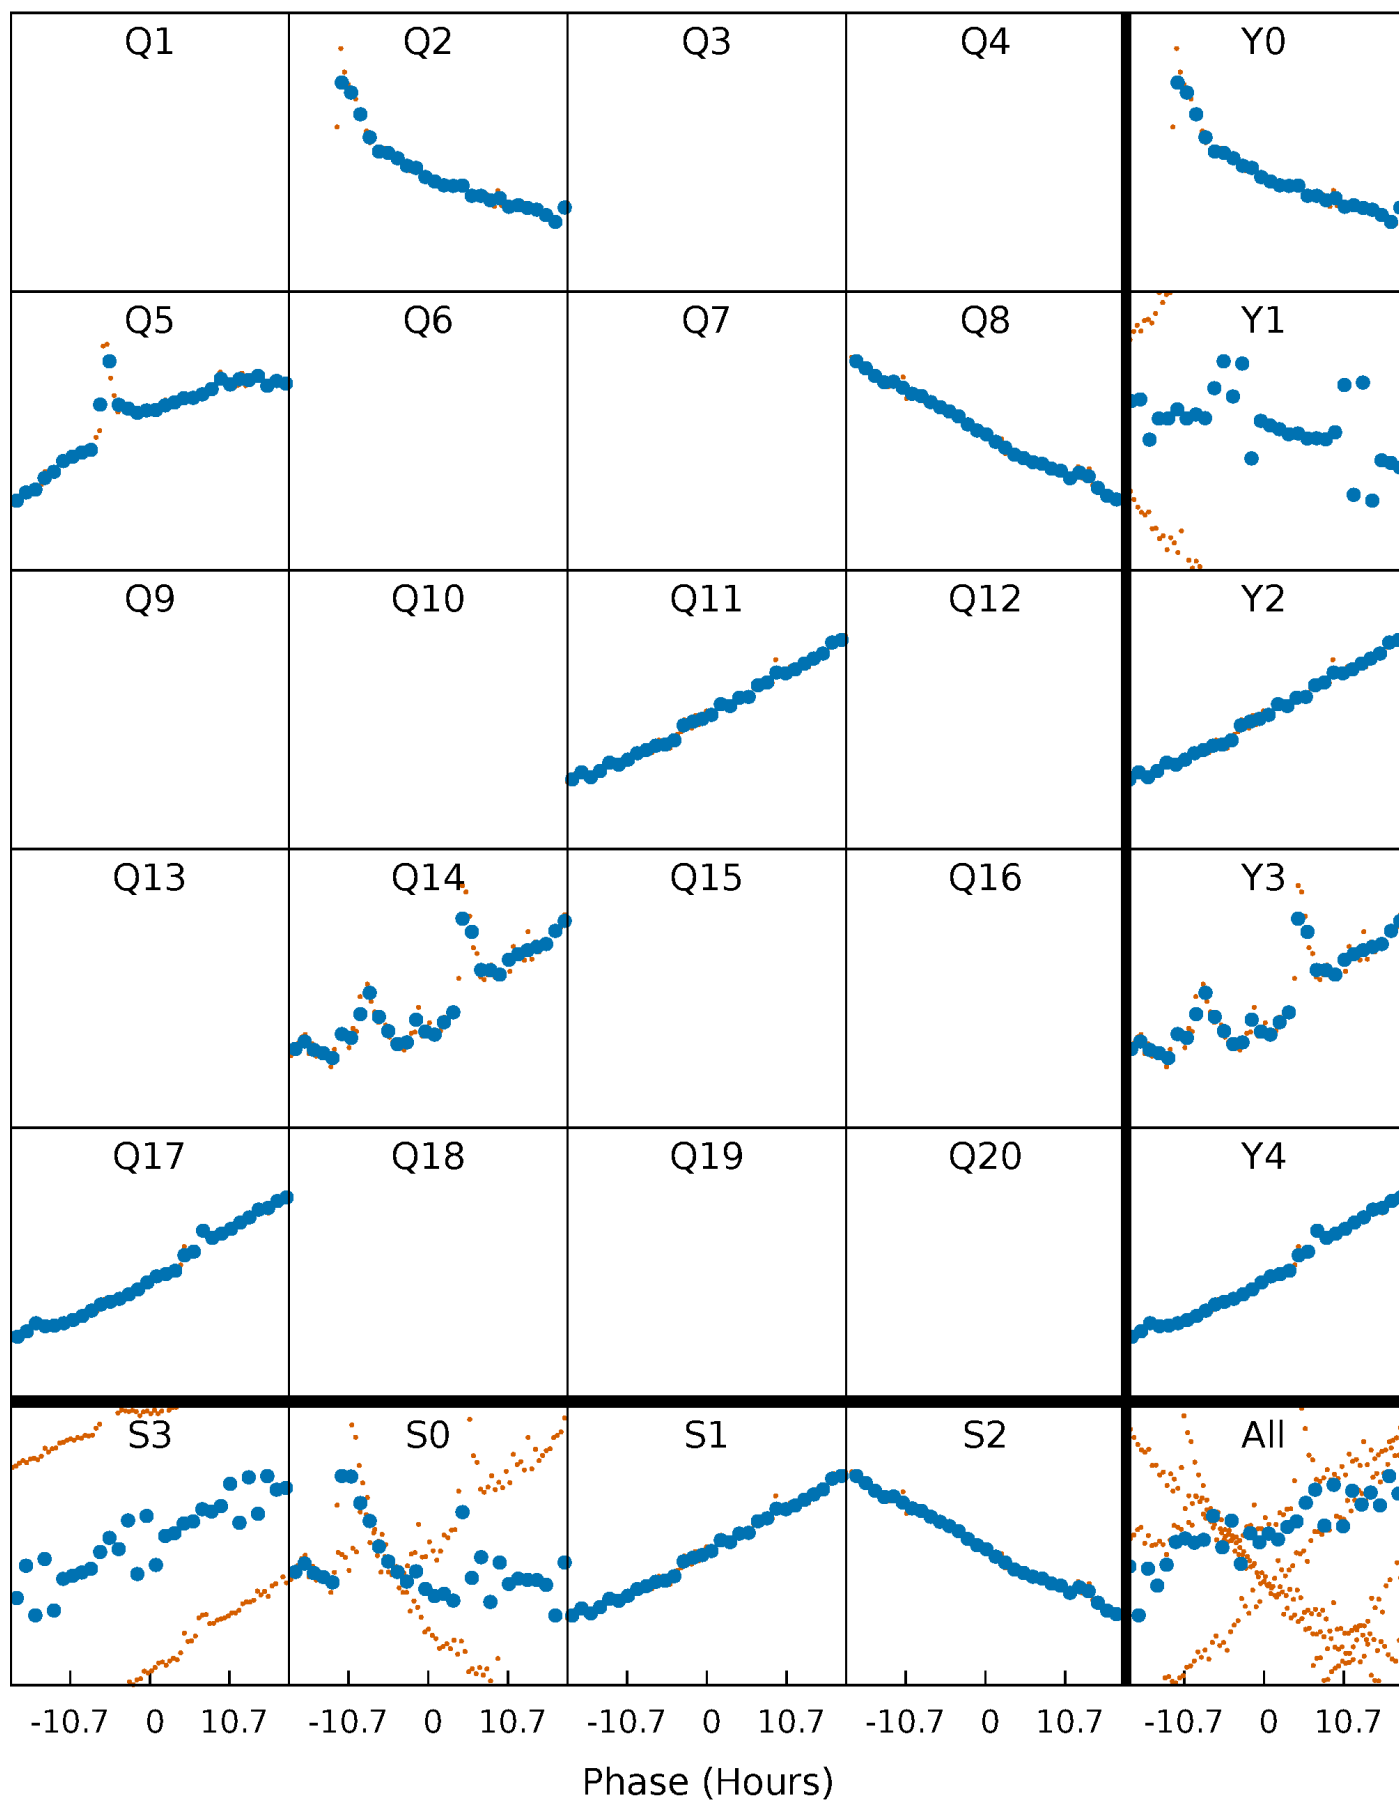 Q1 Q2 Q3 Q4 Y0
Q5 Q6 Q7 Q8 Y1
Q9 Q10 Q11 Q12 Y2
Q13 Q14 Q15 Q16 Y3
Q17 Q18 Q19 Q20 Y4
S3 S0 S1 S2 All
-10.7 0 10.7 -10.7 0 10.7 -10.7 0 10.7 -10.7 0 10.7 -10.7 0 10.7
Phase (Hours)